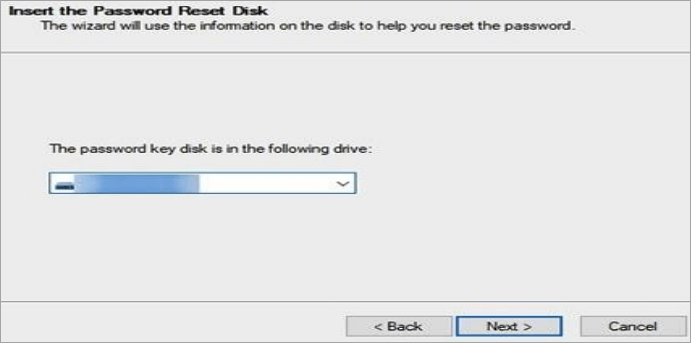 Insert the Password Reset Disk
The wizard will use the information on the disk to help you reset the password.
The password key disk is in the following drive:
< Back
Next >
Cancel